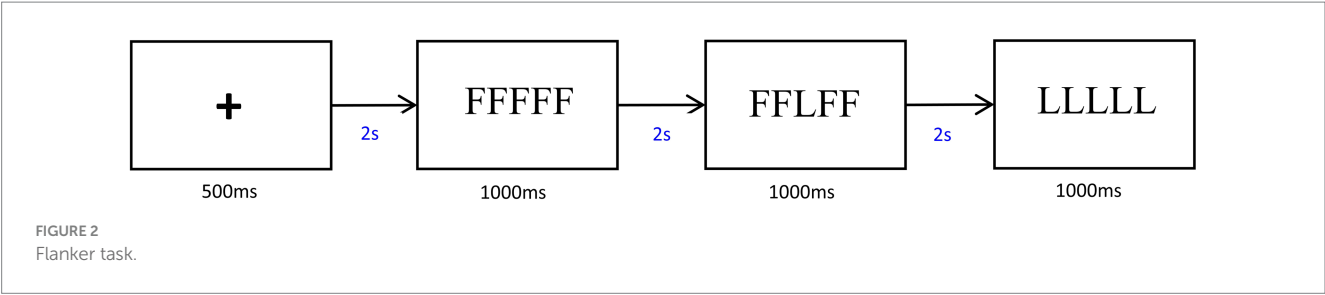 +
FFFFF
FFLFF
LLLLL
2s
2s
2s
500ms
1000ms
1000ms
1000ms
FIGURE 2
Flanker task.